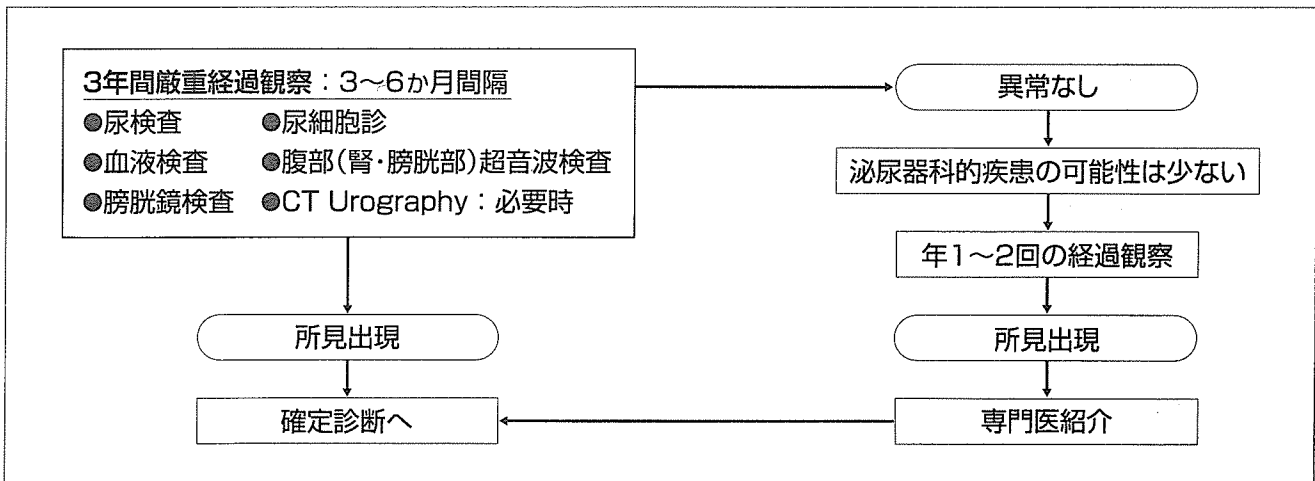 3年間厳重経過観察：3～6か月間隔
●尿検査 ●尿細胞診
●血液検査 ●腹部（腎・膀胱部）超音波検査
●膀胱鏡検査 ●CT Urography：必要時
所見出現
確定診断へ
異常なし
泌尿器科的疾患の可能性は少ない
年1～2回の経過観察
所見出現
専門医紹介